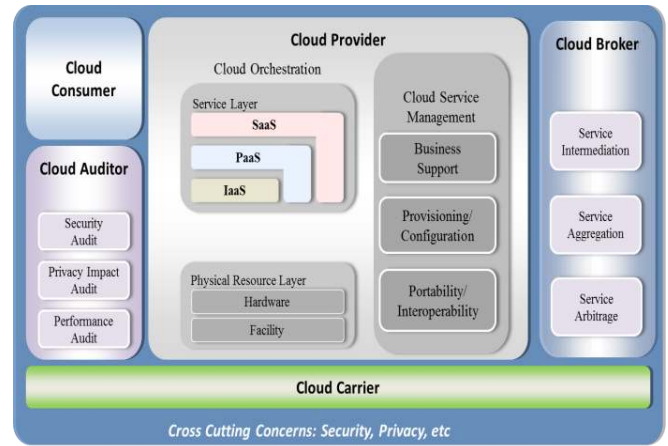 Cloud
Consumer
Cloud Auditor
Security
Audit
Privacy Impact
Audit
Performance
Audit
Cloud Provider
Cloud Orchestration
Service Layer
SaaS
PaaS
IaaS
Physical Resource Layer
Hardware
Facility
Cloud Service
Management
Business
Support
Provisioning/
Configuration
Portability/
Interoperability
Cloud Broker
Service
Intermediation
Service
Aggregation
Service
Arbitrage
Cloud Carrier
Cross Cutting Concerns: Security, Privacy, etc